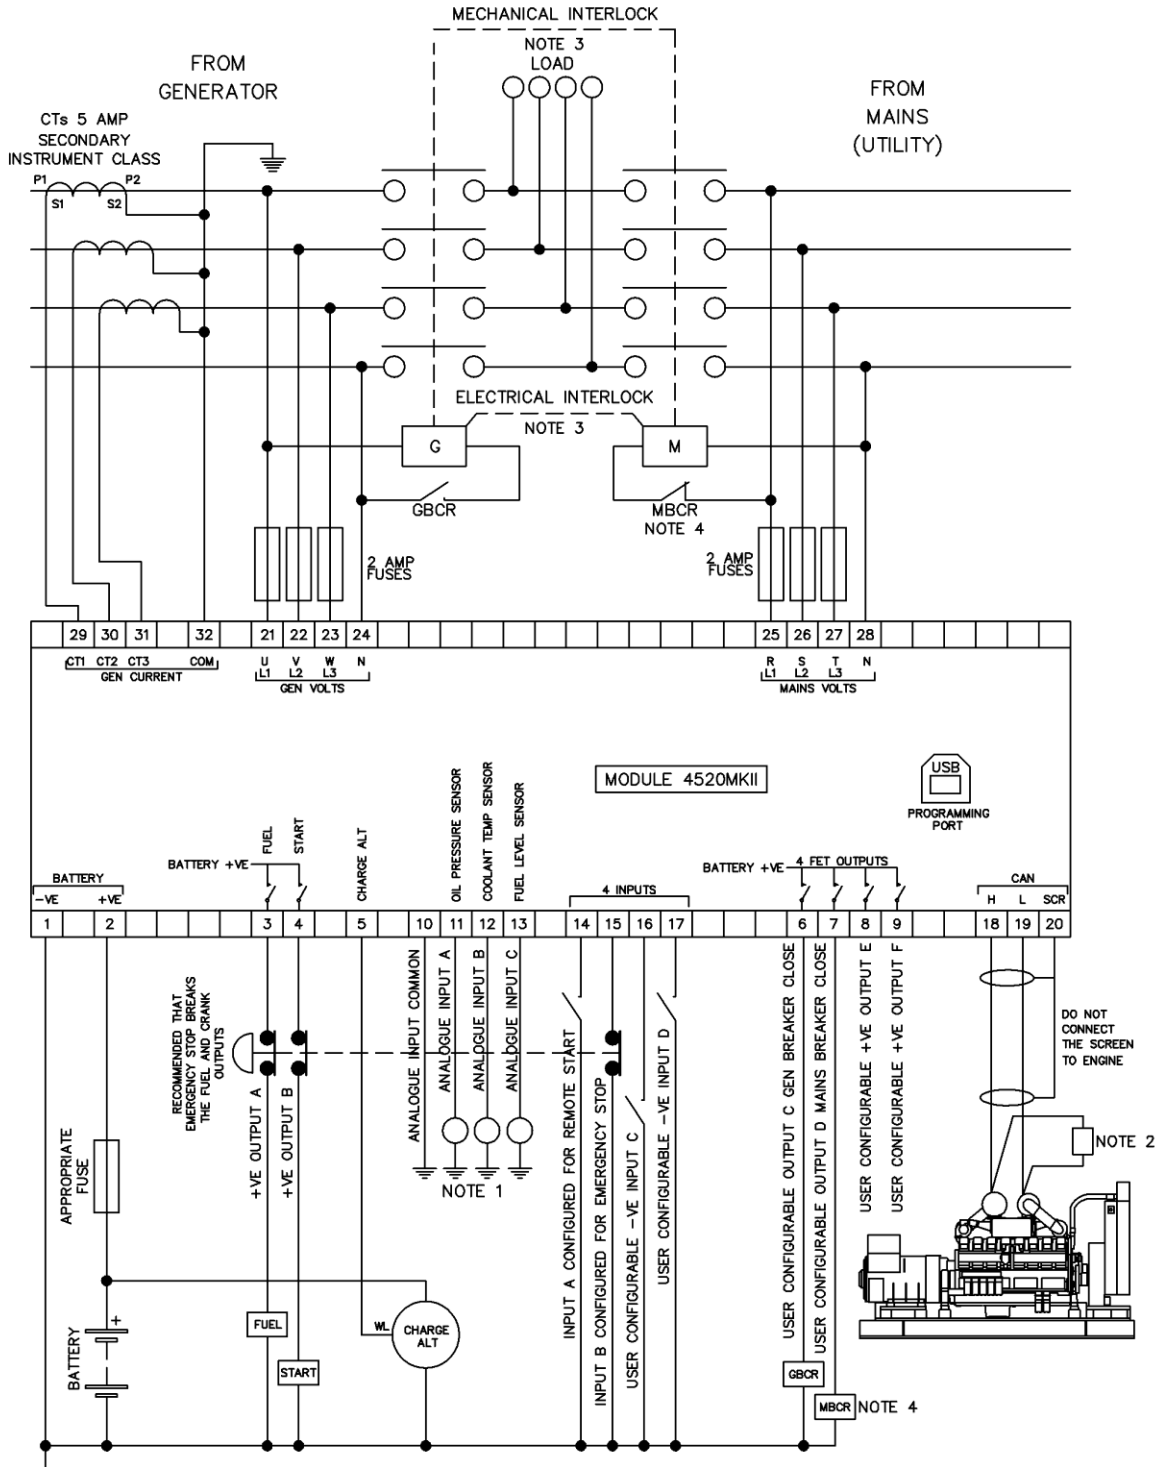 MECHANICAL INTERLOCK
NOTE 3
LOAD
FROM
GENERATOR
FROM
MAINS
(UTILITY)
CTs 5 AMP
SECONDARY
INSTRUMENT CLASS
P1
P2
S1
S2
ELECTRICAL INTERLOCK
NOTE 3
G
M
GBCR
MBCR
NOTE 4
2 AMP
FUSES
2 AMP
FUSES
29 30 31 32 21 22 23 24 25 26 27 28
CT1 CT2 CT3 COM
GEN CURRENT
U V W N
L1 L2 L3
GEN VOLTS
R S T N
L1 L2 L3
MAINS VOLTS
MODULE 4520MKII
USB
PROGRAMMING
PORT
BATTERY
-VE +VE
BATTERY +VE
FUEL
START
CHARGE ALT
OIL PRESSURE SENSOR
COOLANT TEMP SENSOR
FUEL LEVEL SENSOR
4 INPUTS
BATTERY +VE
4 FET OUTPUTS
CAN
H L SCR
1 2 3 4 5 10 11 12 13 14 15 16 17 6 7 8 9 18 19 20
RECOMMENDED THAT
EMERGENCY STOP BREAKS
THE FUEL AND CRANK
OUTPUTS
+VE OUTPUT A
+VE OUTPUT B
ANALOGUE INPUT COMMON
ANALOGUE INPUT A
ANALOGUE INPUT B
ANALOGUE INPUT C
NOTE 1
INPUT A CONFIGURED FOR REMOTE START
INPUT B CONFIGURED FOR EMERGENCY STOP
USER CONFIGURABLE -VE INPUT C
USER CONFIGURABLE -VE INPUT D
USER CONFIGURABLE OUTPUT C GEN BREAKER CLOSE
USER CONFIGURABLE OUTPUT D MAINS BREAKER CLOSE
USER CONFIGURABLE +VE OUTPUT E
USER CONFIGURABLE +VE OUTPUT F
DO NOT
CONNECT
THE SCREEN
TO ENGINE
NOTE 2
APPROPRIATE
FUSE
BATTERY
+
FUEL
START
WL
CHARGE
ALT
GBCR
MBCR
NOTE 4